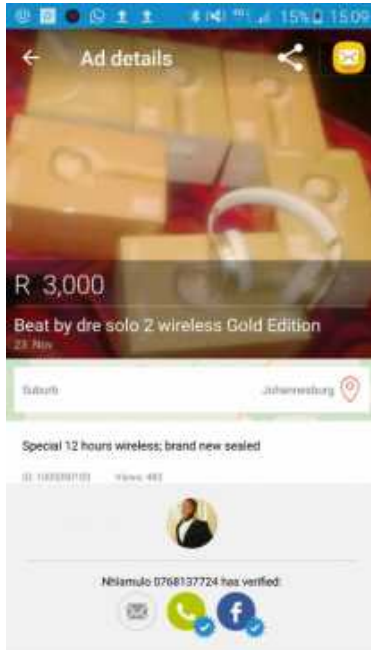 15% 15:09
Ad details
R 3,000
Beat by dre solo 2 wireless Gold Edition
23 Nov
Suburb Johannesburg
Special 12 hours wireless; brand new sealed
Views: 482
Nhlamulo 0768137724 has verified: